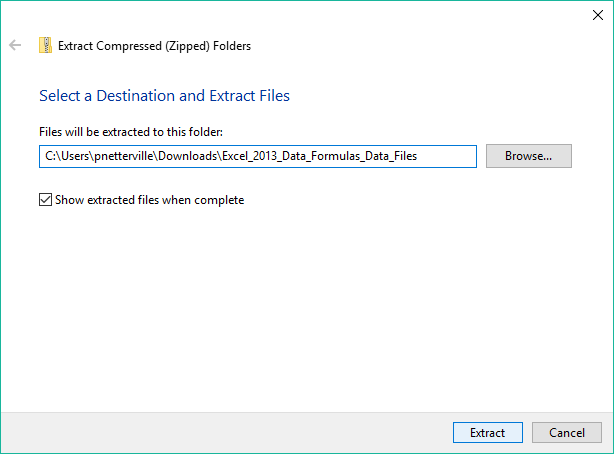 Extract Compressed (Zipped) Folders
Select a Destination and Extract Files
Files will be extracted to this folder:
C:\Users\pnetterville\Downloads\Excel_2013_Data_Formulas_Data_Files
Browse...
Show extracted files when complete
Extract
Cancel